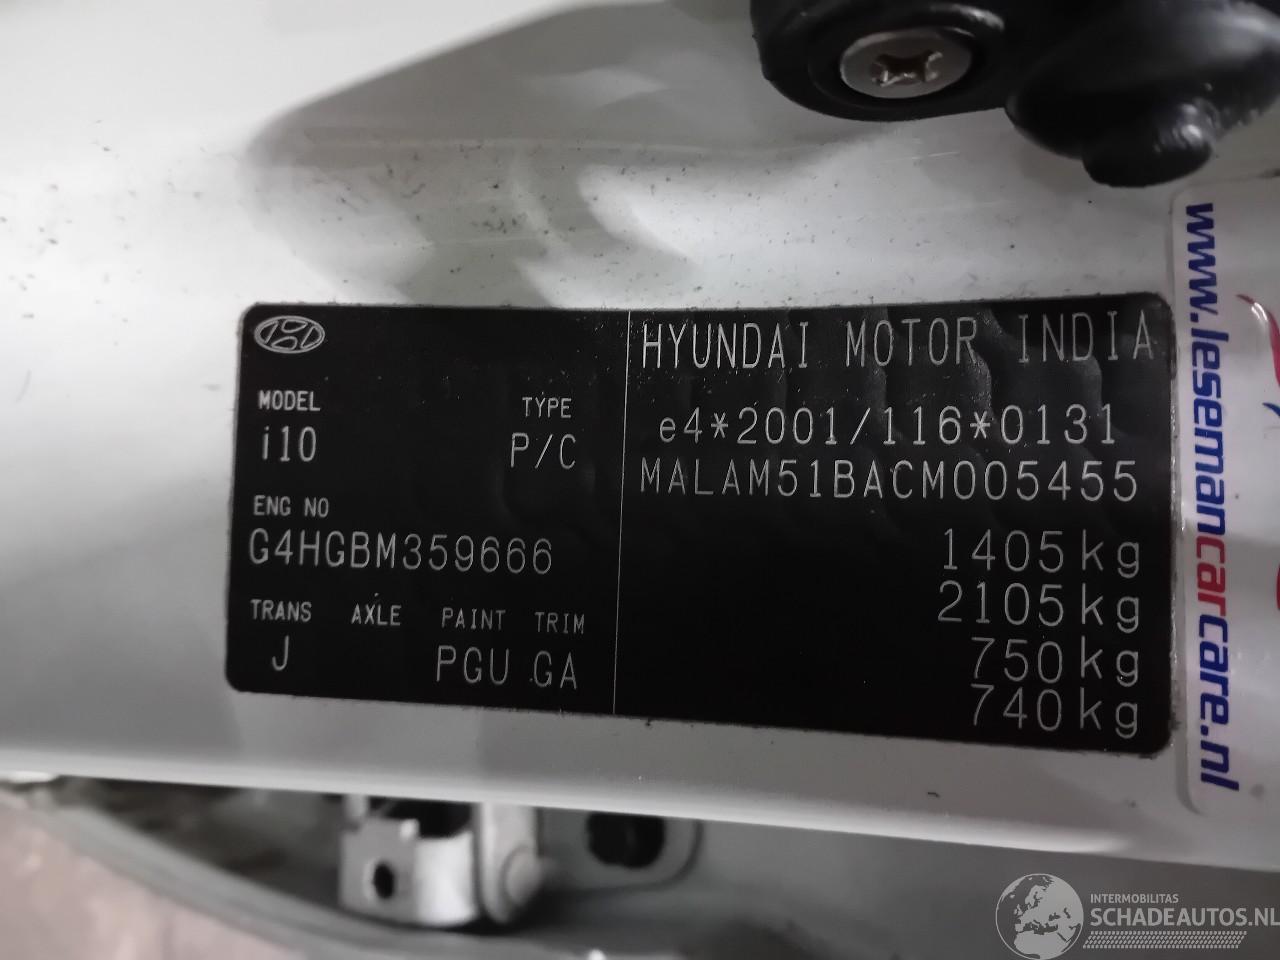 HYUNDAI MOTOR INDIA
MODEL TYPE
i10 P/C
ENG NO
G4HGBM359666
TRANS AXLE PAINT TRIM
J PGU GA
e4*2001/116*0131
MALAM51BACM005455
1405kg
2105kg
750kg
740kg
www.lesemancarcare.nl
INTERMOBILITAS
SCHADEAUTOS.NL